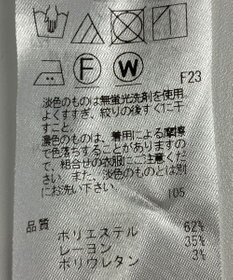 F W
F23
淡色のものは無蛍光洗剤を使用
よくすすぎ、絞りの後すぐに干
すこと。
濃色のものは、着用による摩擦
で色落ちすることがありますの
で、組合せの衣服にご注意くだ
さい。また、淡色のものとは別
にお洗い下さい。
105
品質
ポリエステル 62%
レーヨン 35%
ポリウレタン 3%